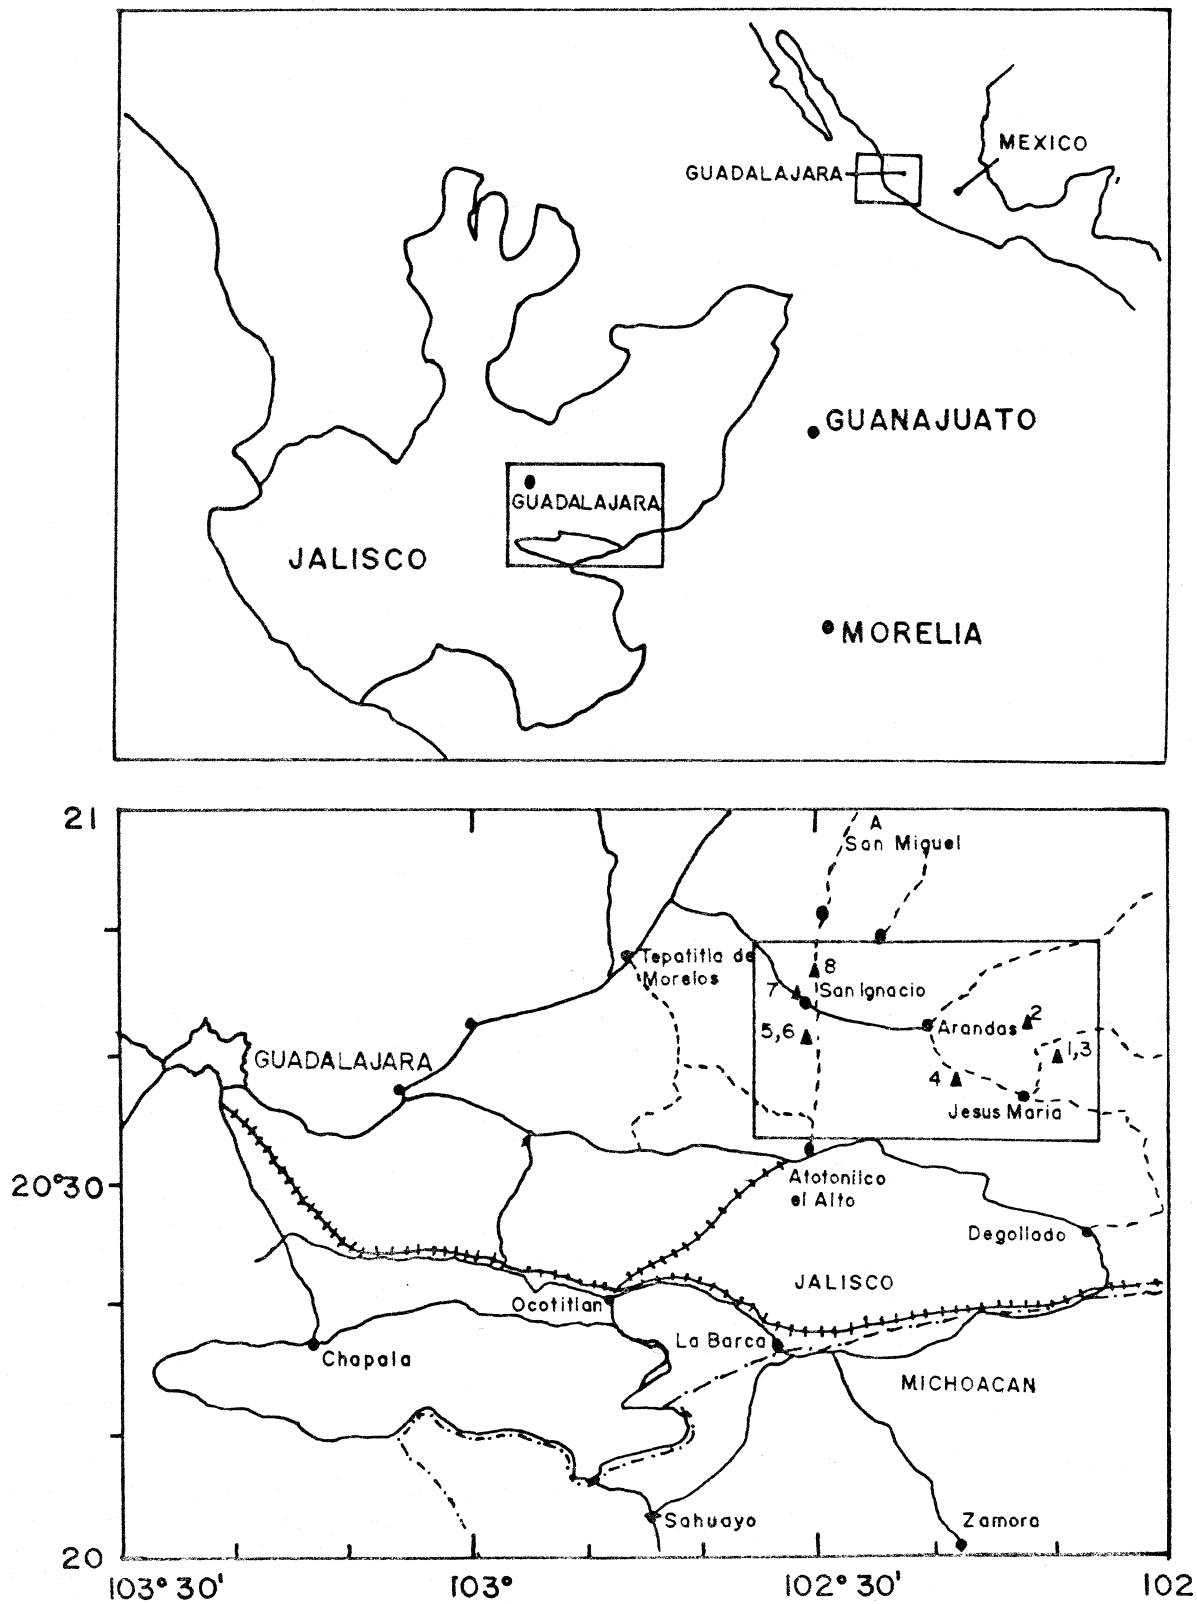 MEXICO
GUADALAJARA
GUANAJUATO
GUADALAJARA
JALISCO
MORELIA
21
A
San Miguel
Tepatitla de
Morelos
8
7
San Ignacio
5,6
Arandas
2
1,3
4
Jesus Maria
GUADALAJARA
20°30
Atotonilco
el Alto
Degollado
JALISCO
Ocotitlan
La Barca
Chapala
MICHOACAN
Sahuayo
Zamora
20
103°30'
103°
102°30'
102